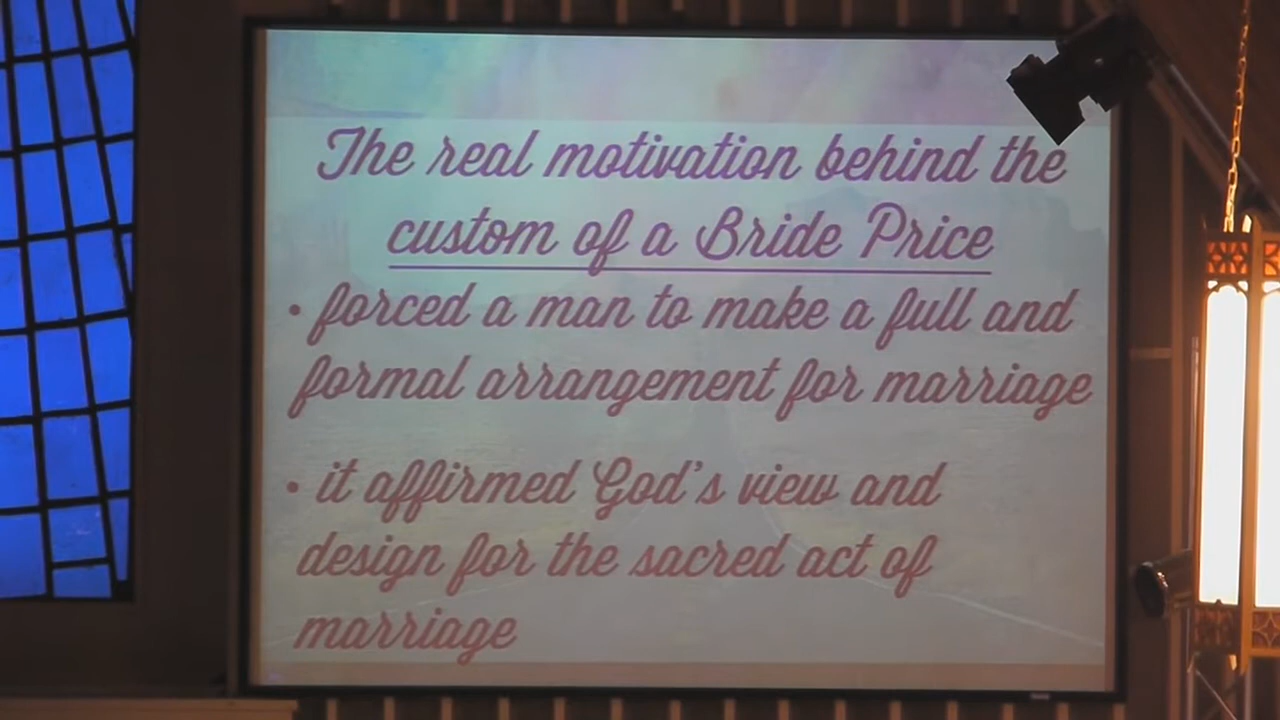 The real motivation behind the
custom of a Bride Price
• forced a man to make a full and
formal arrangement for marriage
• it affirmed God's view and
design for the sacred act of
marriage